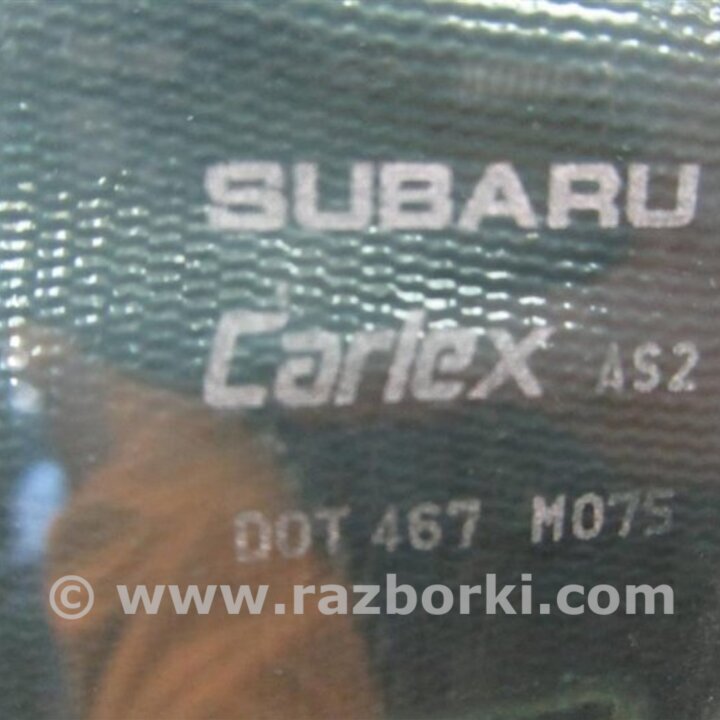 SUBARU
Carlex AS2
DOT 467 M075
© www.razborki.com